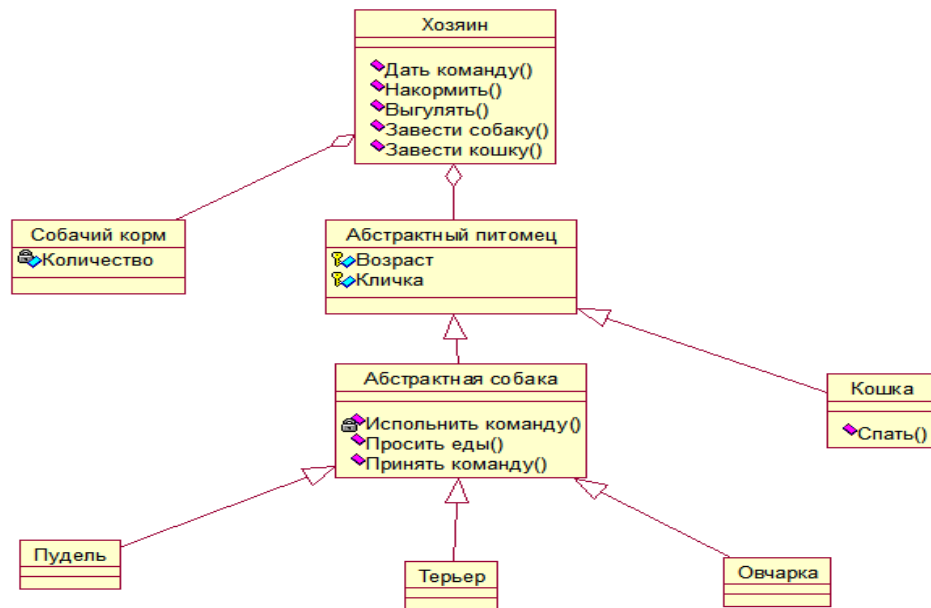 Хозяин
Дать команду()
Накормить()
Выгулять()
Завести собаку()
Завести кошку()
Собачий корм
Количество
Абстрактный питомец
Возраст
Кличка
Абстрактная собака
Испольнить команду()
Просить еды()
Принять команду()
Кошка
Спать()
Пудель
Терьер
Овчарка